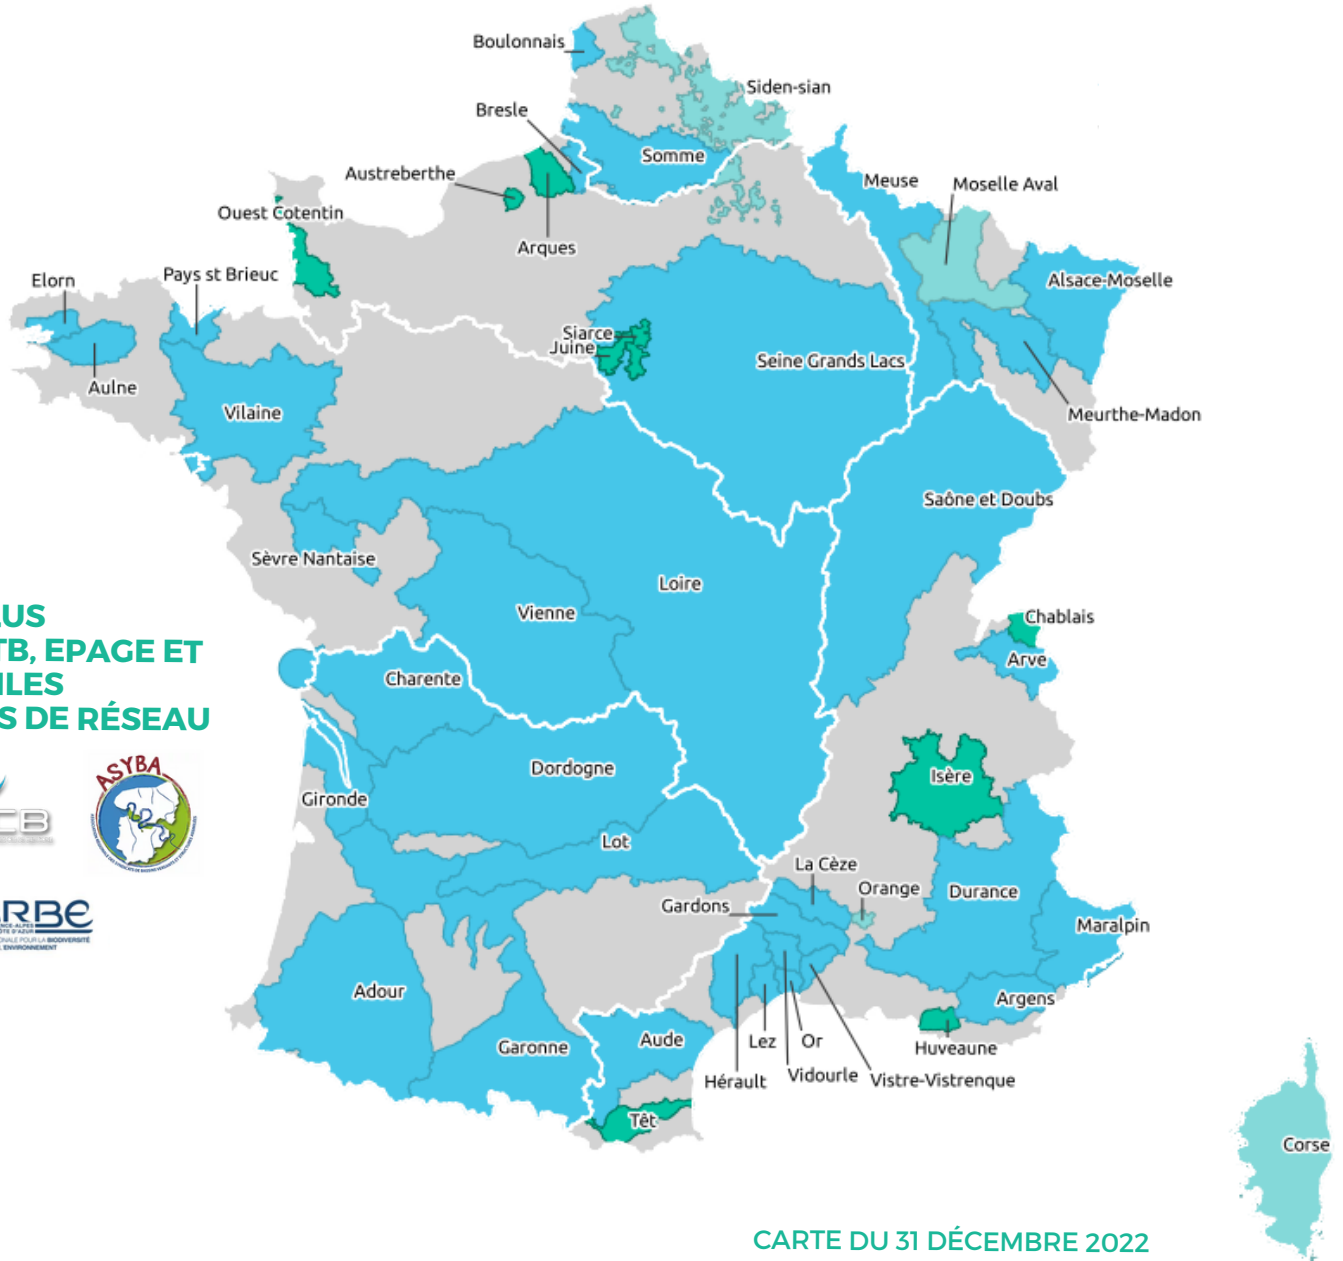 Boulonnais
Siden-sian
Bresle
Somme
Austreberthe
Meuse
Moselle Aval
Ouest Cotentin
Arques
Elorn
Pays st Brieuc
Alsace-Moselle
Siarce
Juine
Seine Grands Lacs
Aulne
Vilaine
Meurthe-Madon
Saône et Doubs
Sèvre Nantaise
Loire
Vienne
Chablais
Arve
LUS
TB, EPAGE ET
ILES
S DE RÉSEAU
Charente
Dordogne
Isère
ASYBA
CB
Gironde
Lot
La Cèze
Orange
Durance
Gardons
RBE
Maralpin
Adour
Argens
Garonne
Aude
Lez
Or
Huveaune
Hérault
Vidourle
Vistre-Vistrenque
Têt
Corse
CARTE DU 31 DÉCEMBRE 2022